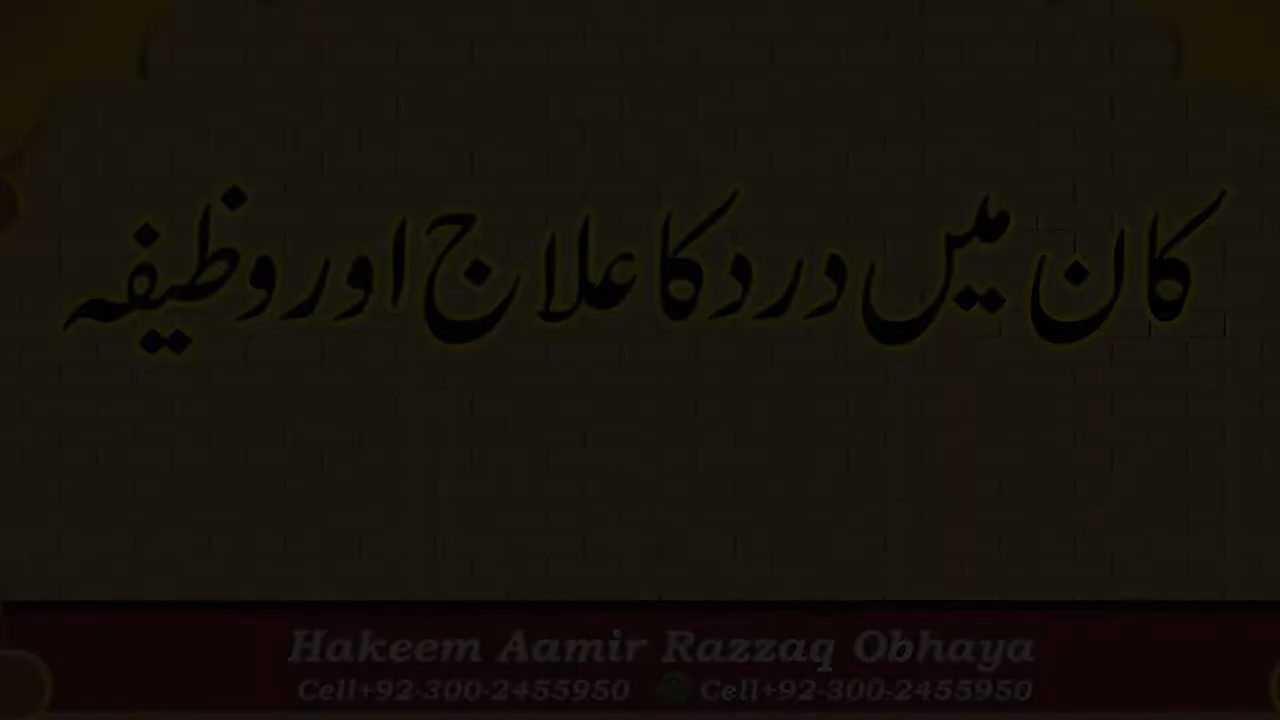 کان میں درد کا علاج اور وظیفہ
Hakeem Aamir Razzaq Obhaya
Cell+92-300-2455950 Cell+92-300-2455950